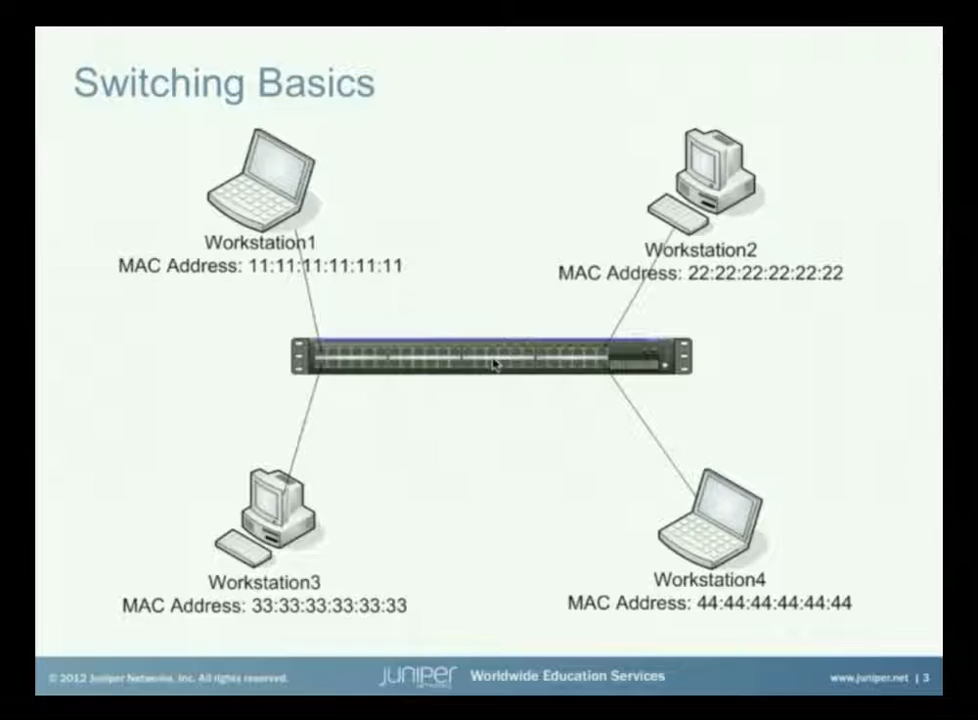 Switching Basics
Workstation1
MAC Address: 11:11:11:11:11:11
Workstation2
MAC Address: 22:22:22:22:22:22
Workstation3
MAC Address: 33:33:33:33:33:33
Workstation4
MAC Address: 44:44:44:44:44:44
© 2012 Juniper Networks, Inc. All rights reserved.
JUNIPEr
NETWORKS
Worldwide Education Services
www.juniper.net | 3